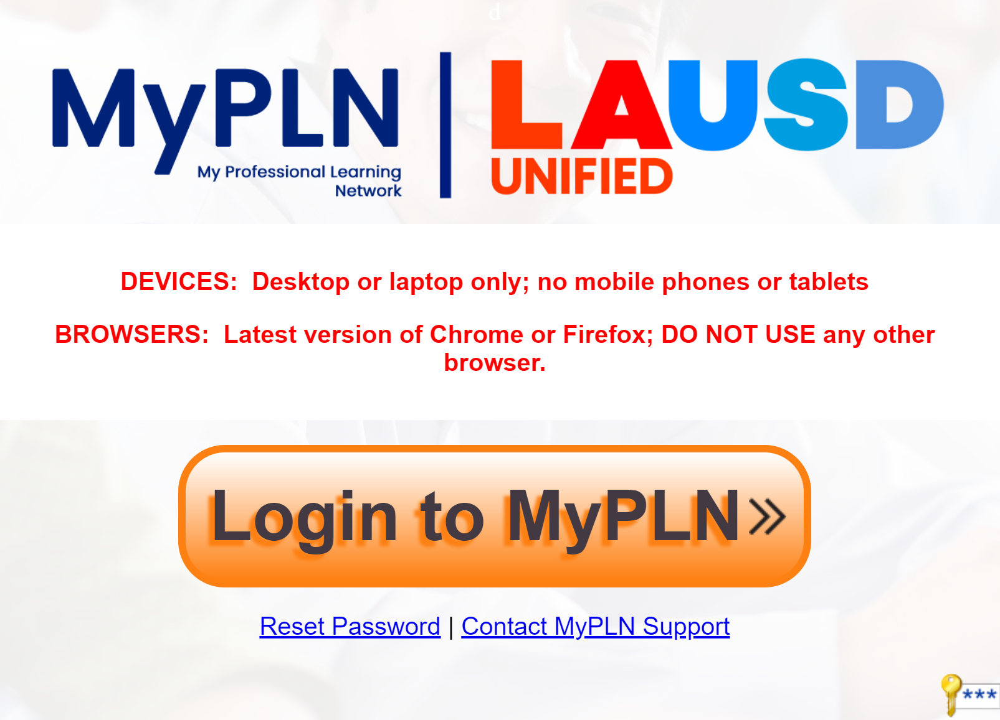 d
MyPLN
My Professional Learning
Network
LAUSD
UNIFIED
DEVICES:  Desktop or laptop only; no mobile phones or tablets
BROWSERS:  Latest version of Chrome or Firefox; DO NOT USE any other
browser.
Login to MyPLN
Reset Password | Contact MyPLN Support
***